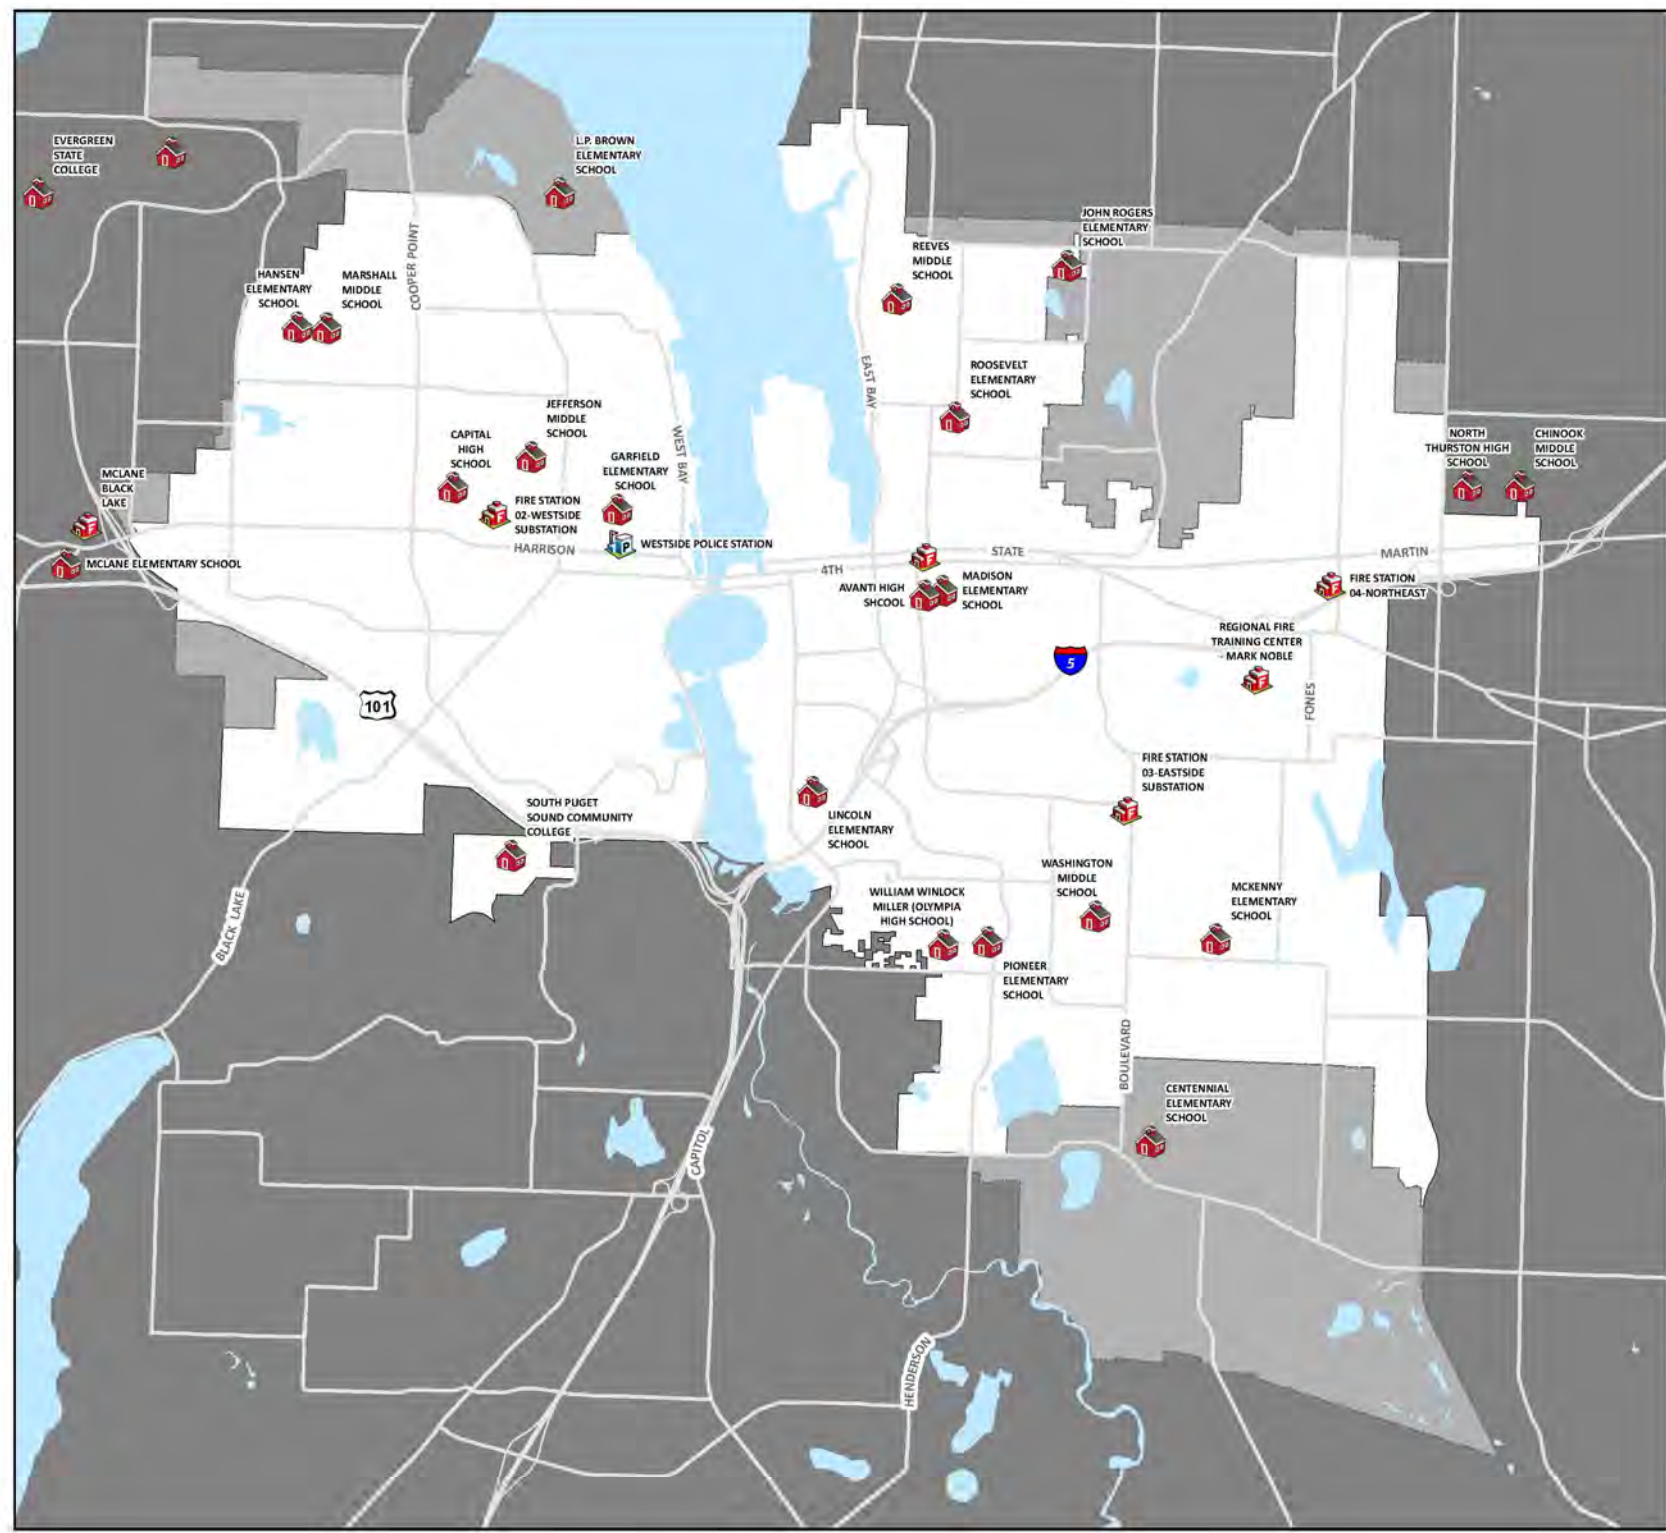 EVERGREEN
STATE
COLLEGE
L.P. BROWN
ELEMENTARY
SCHOOL
JOHN ROGERS
ELEMENTARY
SCHOOL
REEVES
MIDDLE
SCHOOL
COOPER POINT
HANSEN
ELEMENTARY
SCHOOL
MARSHALL
MIDDLE
SCHOOL
EAST BAY
ROOSEVELT
ELEMENTARY
SCHOOL
JEFFERSON
MIDDLE
SCHOOL
CAPITAL
HIGH
SCHOOL
WEST BAY
GARFIELD
ELEMENTARY
SCHOOL
NORTH
THURSTON HIGH
SCHOOL
CHINOOK
MIDDLE
SCHOOL
MCLANE
BLACK
LAKE
F
F
FIRE STATION
02-WESTSIDE
SUBSTATION
P
WESTSIDE POLICE STATION
HARRISON
MCLANE ELEMENTARY SCHOOL
F
STATE
MARTIN
4TH
AVANTI HIGH
SHCOOL
MADISON
ELEMENTARY
SCHOOL
F
FIRE STATION
04-NORTHEAST
REGIONAL FIRE
TRAINING CENTER
- MARK NOBLE
F
5
101
FONES
FIRE STATION
03-EASTSIDE
SUBSTATION
F
SOUTH PUGET
SOUND COMMUNITY
COLLEGE
LINCOLN
ELEMENTARY
SCHOOL
WASHINGTON
MIDDLE
SCHOOL
WILLIAM WINLOCK
MILLER (OLYMPIA
HIGH SCHOOL)
MCKENNY
ELEMENTARY
SCHOOL
BLACK LAKE
PIONEER
ELEMENTARY
SCHOOL
BOULEVARD
CENTENNIAL
ELEMENTARY
SCHOOL
CAPITOL
HENDERSON